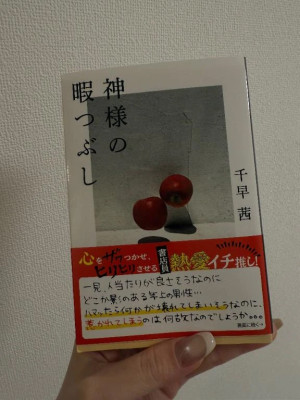 神様の
暇つぶし
千早 茜
心をザラつかせ、
ヒリヒリさせる
書店員
熱愛イチ推し!
一見、人当たりが良さそうなのに
どこか影のある年上の男性…
ハマったら何かが壊れてしまいそうなのに、
惹かれてしまうのは何故なのでしょうか…